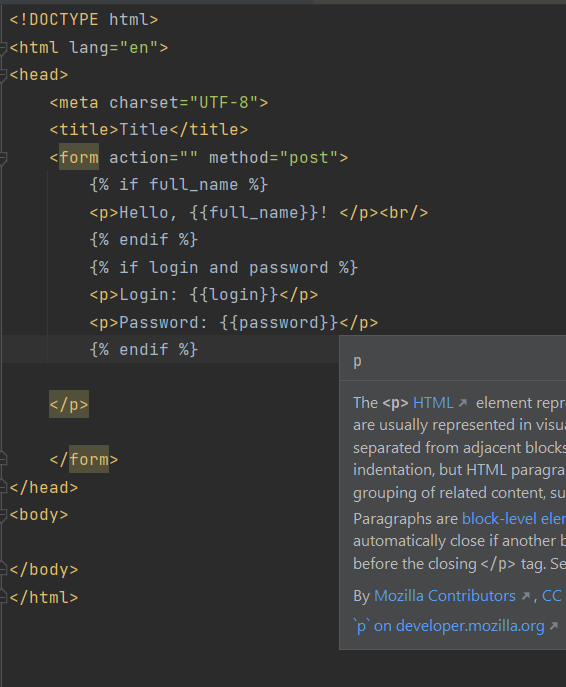 <!DOCTYPE html>
<html lang="en">
<head>
    <meta charset="UTF-8">
    <title>Title</title>
    <form action="" method="post">
        {% if full_name %}
        <p>Hello, {{full_name}}! </p><br/>
        {% endif %}
        {% if login and password %}
        <p>Login: {{login}}</p>
        <p>Password: {{password}}</p>
        {% endif %}
    </p>
    </form>
</head>
<body>
</body>
</html>
p
The <p> HTML element repr
are usually represented in visua
separated from adjacent blocks
indentation, but HTML paragra
grouping of related content, su
Paragraphs are block-level elen
automatically close if another b
before the closing </p> tag. Se
By Mozilla Contributors, CC
`p` on developer.mozilla.org